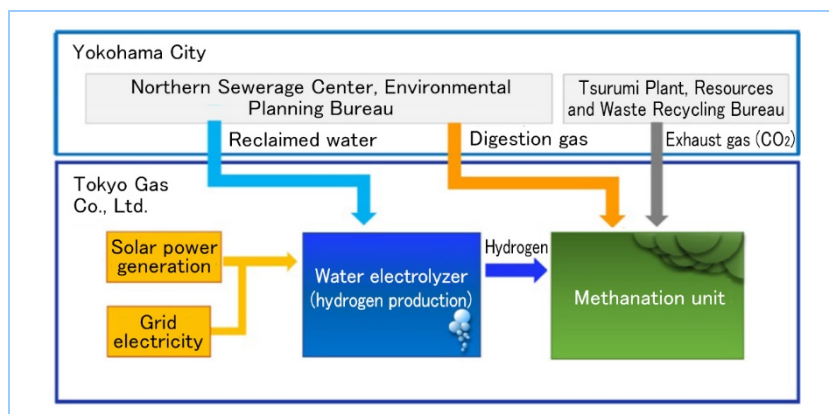 Yokohama City
Northern Sewerage Center, Environmental
Planning Bureau
Tsurumi Plant, Resources
and Waste Recycling Bureau
Reclaimed water
Digestion gas
Exhaust gas (CO₂)
Tokyo Gas
Co., Ltd.
Solar power
generation
Grid
electricity
Water electrolyzer
(hydrogen production)
Hydrogen
Methanation unit